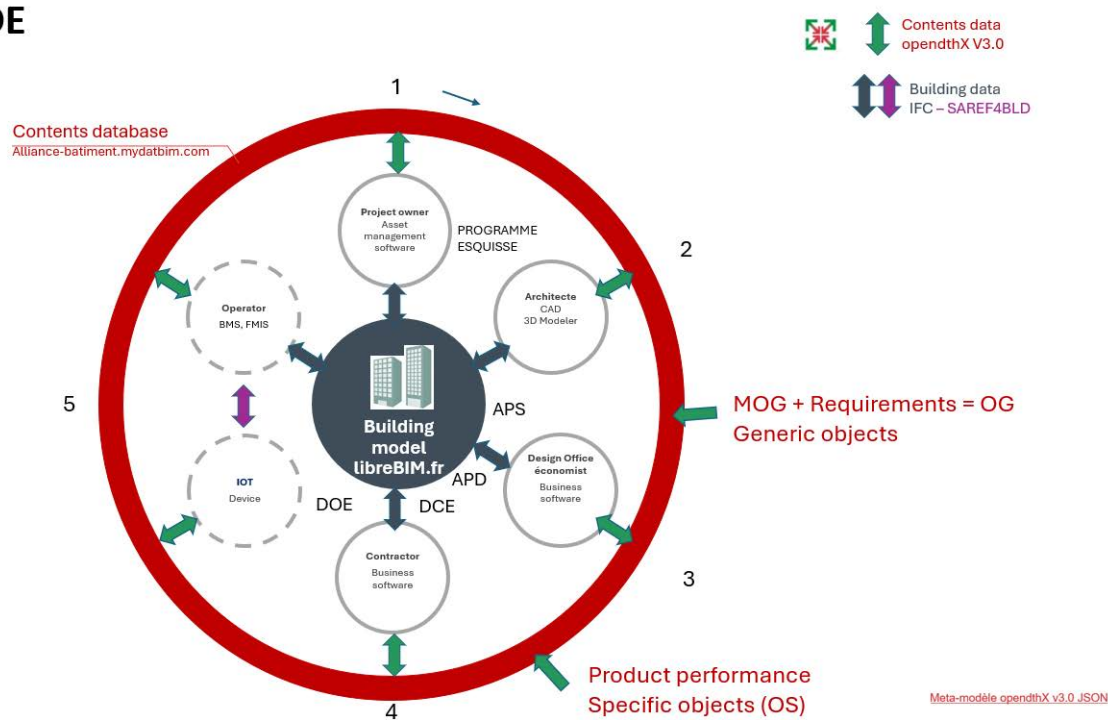 DE
Contents data
opendthX V3.0
Building data
IFC – SAREF4BLD
1
Contents database
Alliance-batiment.mydatbim.com
Project owner
Asset
management
software
PROGRAMME
ESQUISSE
2
Architecte
CAD
3D Modeler
Operator
BMS, FMIS
5
Building
model
libreBIM.fr
APS
MOG + Requirements = OG
Generic objects
Design Office
économist
Business
software
APD
IOT
Device
DOE
DCE
Contractor
Business
software
3
Product performance
Specific objects (OS)
4
Meta-modèle opendthX v3.0 JSON